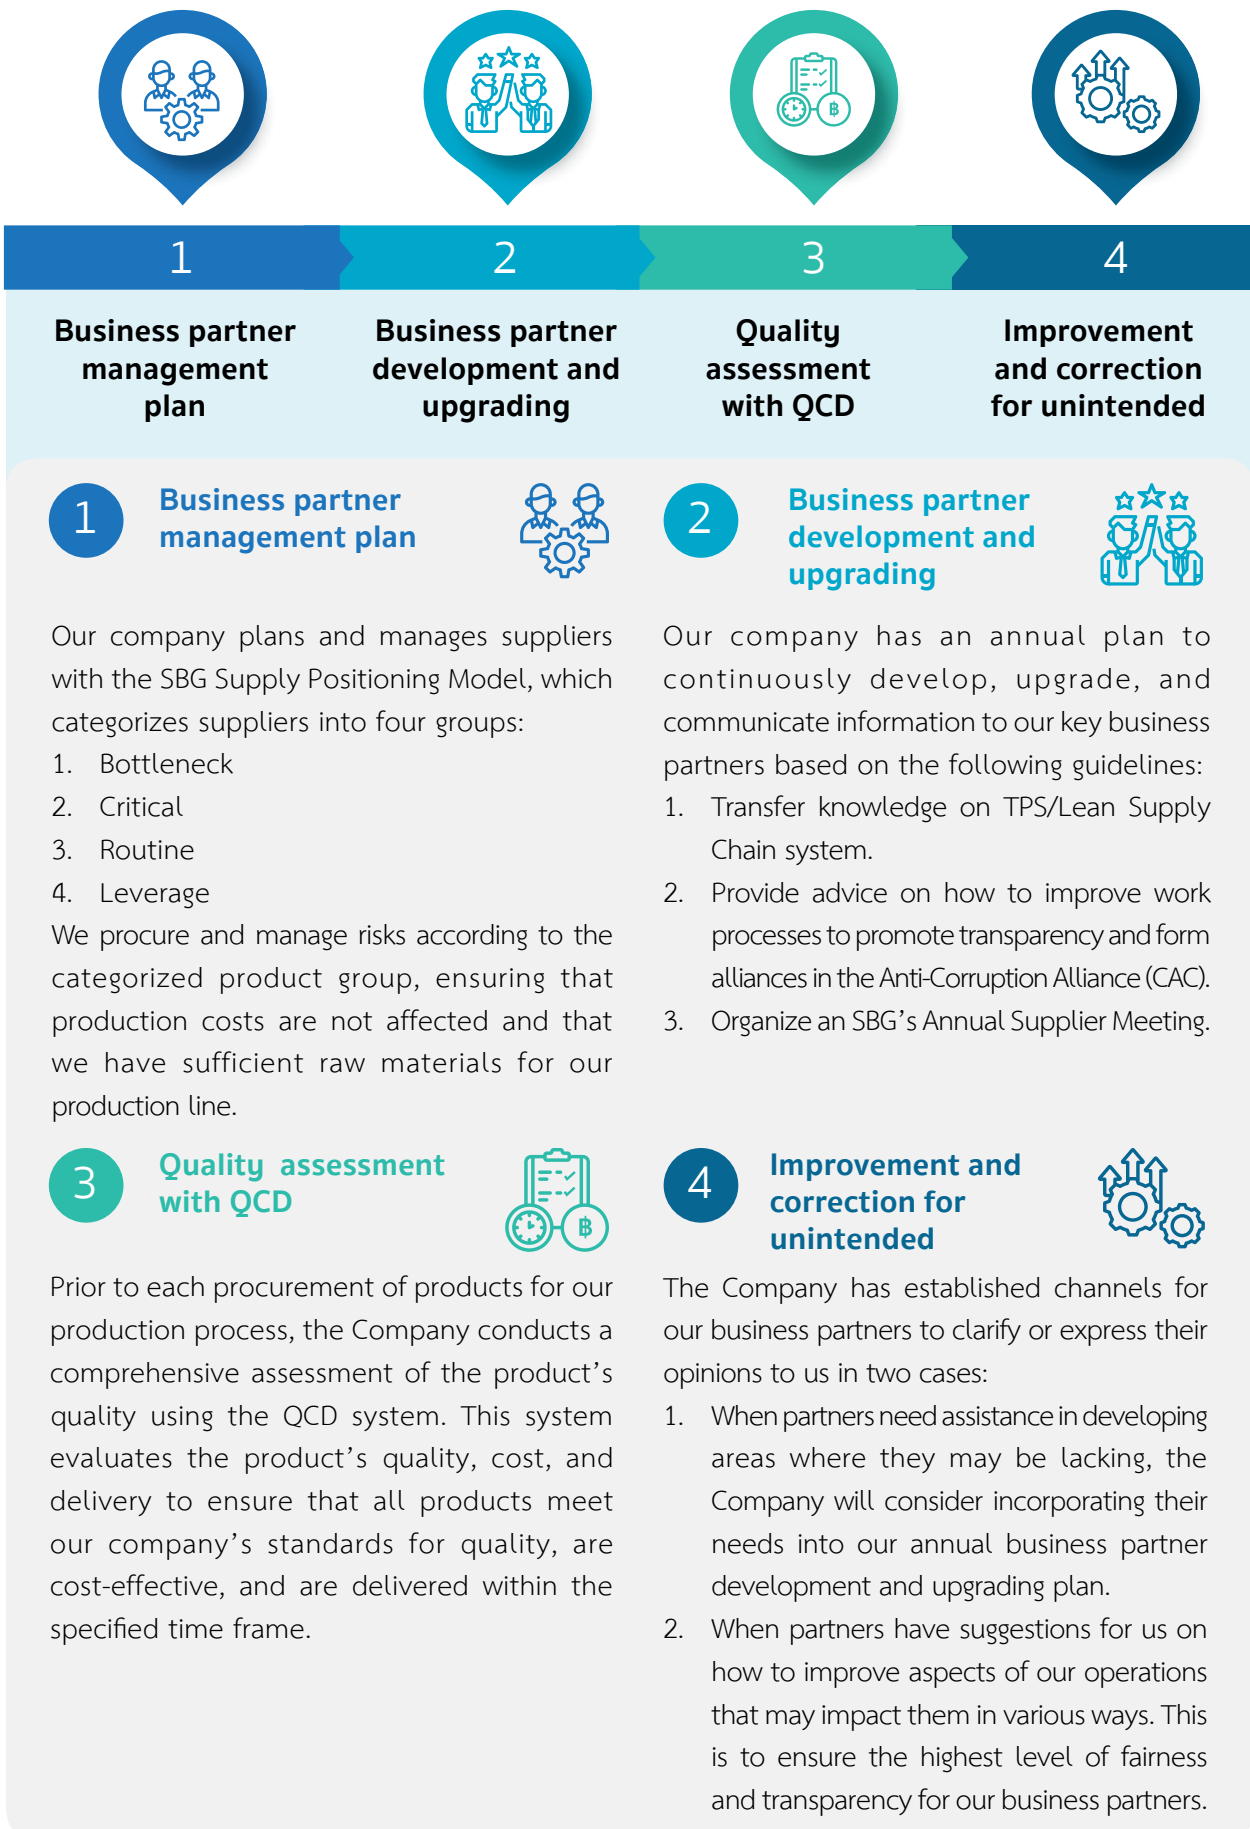 1
2
3
4
Business partner
management
plan
Business partner
development and
upgrading
Quality
assessment
with QCD
Improvement
and correction
for unintended
1
Business partner
management plan
Our company plans and manages suppliers
with the SBG Supply Positioning Model, which
categorizes suppliers into four groups:
1. Bottleneck
2. Critical
3. Routine
4. Leverage
We procure and manage risks according to the
categorized product group, ensuring that
production costs are not affected and that
we have sufficient raw materials for our
production line.
2
Business partner
development and
upgrading
Our company has an annual plan to
continuously develop, upgrade, and
communicate information to our key business
partners based on the following guidelines:
1. Transfer knowledge on TPS/Lean Supply
Chain system.
2. Provide advice on how to improve work
processes to promote transparency and form
alliances in the Anti-Corruption Alliance (CAC).
3. Organize an SBG's Annual Supplier Meeting.
3
Quality assessment
with QCD
฿
Prior to each procurement of products for our
production process, the Company conducts a
comprehensive assessment of the product's
quality using the QCD system. This system
evaluates the product's quality, cost, and
delivery to ensure that all products meet
our company's standards for quality, are
cost-effective, and are delivered within the
specified time frame.
4
Improvement and
correction for
unintended
The Company has established channels for
our business partners to clarify or express their
opinions to us in two cases:
1. When partners need assistance in developing
areas where they may be lacking, the
Company will consider incorporating their
needs into our annual business partner
development and upgrading plan.
2. When partners have suggestions for us on
how to improve aspects of our operations
that may impact them in various ways. This
is to ensure the highest level of fairness
and transparency for our business partners.